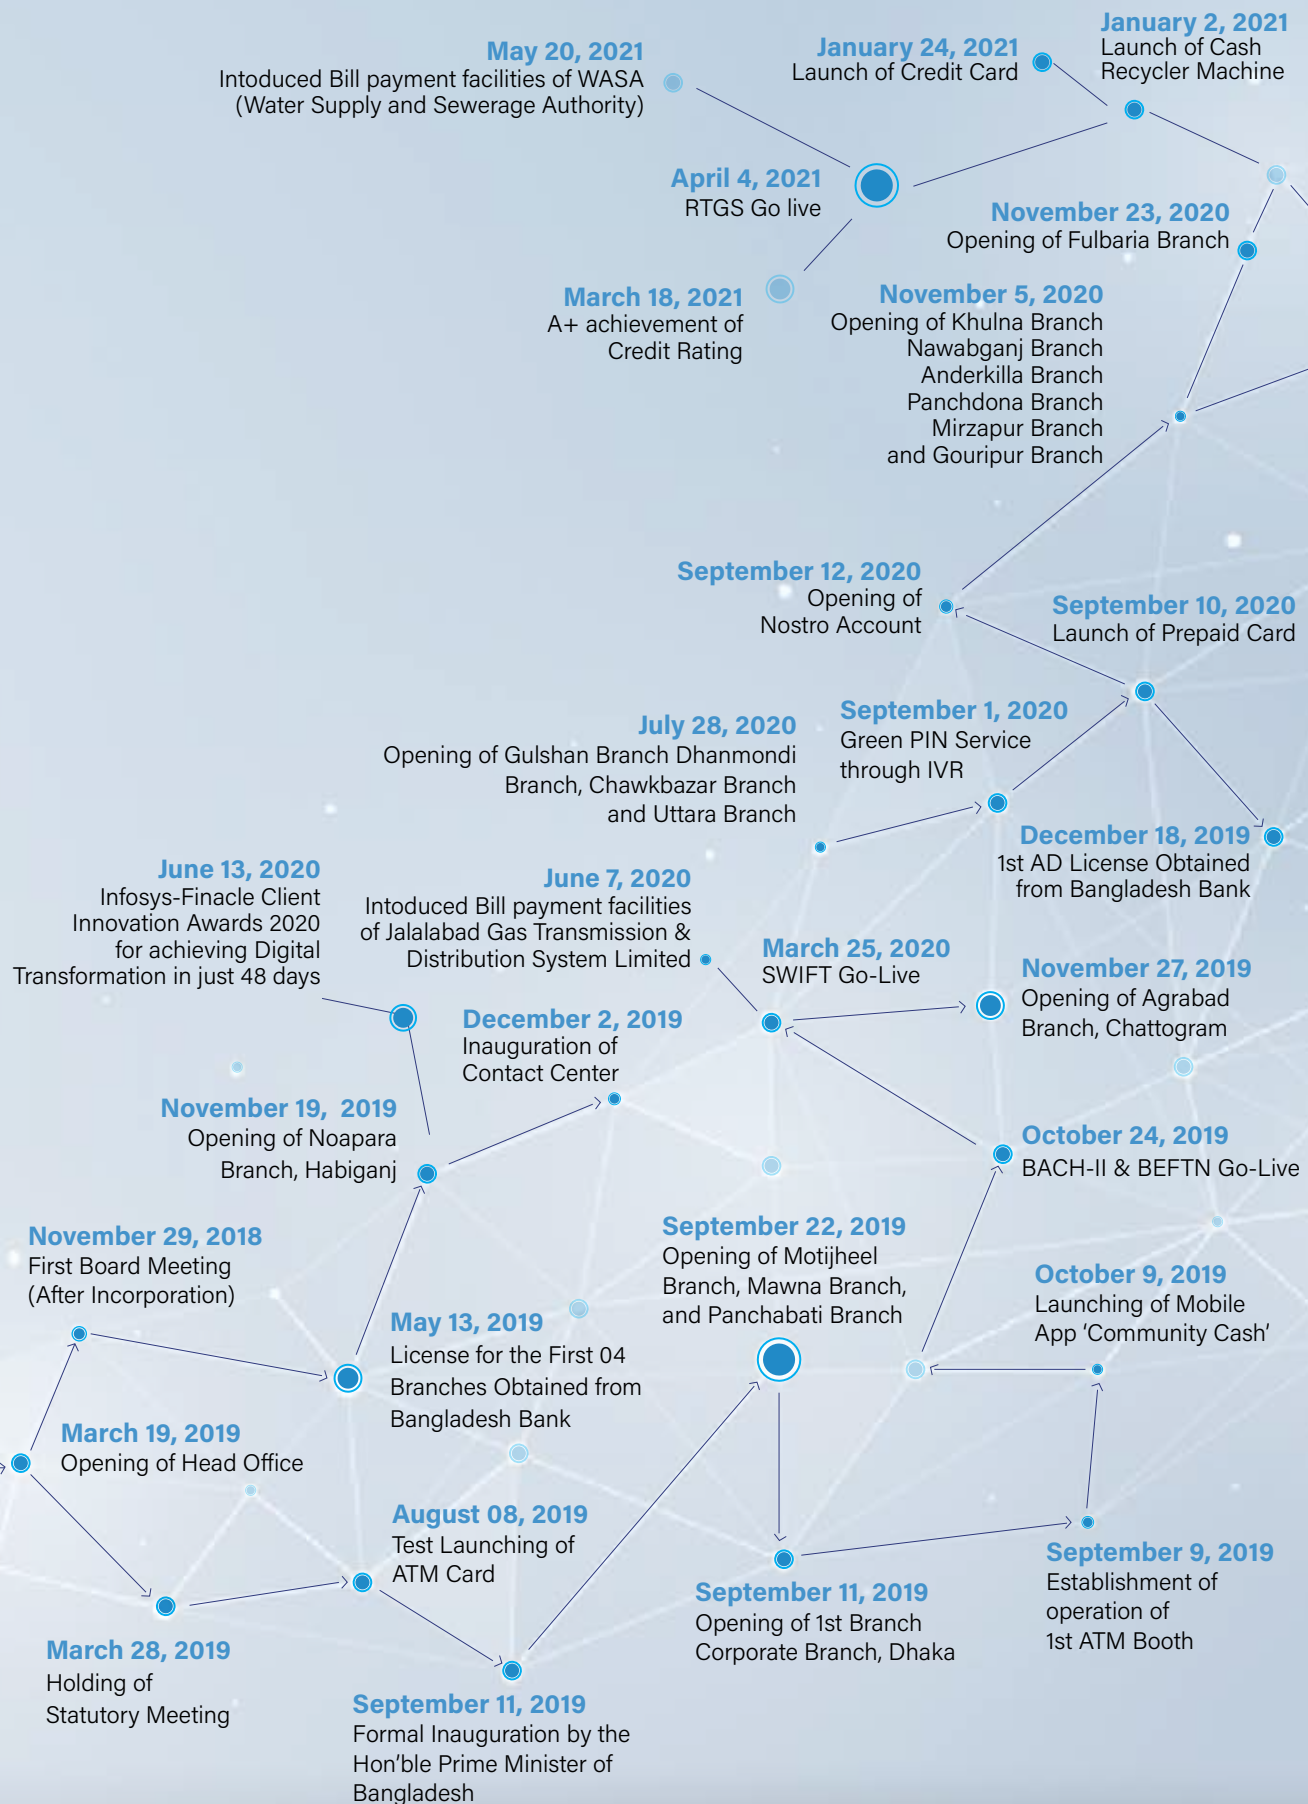 May 20, 2021
Intoduced Bill payment facilities of WASA
(Water Supply and Sewerage Authority)
January 24, 2021
Launch of Credit Card
January 2, 2021
Launch of Cash
Recycler Machine
April 4, 2021
RTGS Go live
November 23, 2020
Opening of Fulbaria Branch
March 18, 2021
A+ achievement of
Credit Rating
November 5, 2020
Opening of Khulna Branch
Nawabganj Branch
Anderkilla Branch
Panchdona Branch
Mirzapur Branch
and Gouripur Branch
September 12, 2020
Opening of
Nostro Account
September 10, 2020
Launch of Prepaid Card
July 28, 2020
Opening of Gulshan Branch Dhanmondi
Branch, Chawkbazar Branch
and Uttara Branch
September 1, 2020
Green PIN Service
through IVR
December 18, 2019
1st AD License Obtained
from Bangladesh Bank
June 13, 2020
Infosys-Finacle Client
Innovation Awards 2020
for achieving Digital
Transformation in just 48 days
June 7, 2020
Intoduced Bill payment facilities
of Jalalabad Gas Transmission &
Distribution System Limited
March 25, 2020
SWIFT Go-Live
November 27, 2019
Opening of Agrabad
Branch, Chattogram
December 2, 2019
Inauguration of
Contact Center
November 19, 2019
Opening of Noapara
Branch, Habiganj
October 24, 2019
BACH-II & BEFTN Go-Live
November 29, 2018
First Board Meeting
(After Incorporation)
September 22, 2019
Opening of Motijheel
Branch, Mawna Branch,
and Panchabati Branch
October 9, 2019
Launching of Mobile
App ‘Community Cash’
May 13, 2019
License for the First 04
Branches Obtained from
Bangladesh Bank
March 19, 2019
Opening of Head Office
August 08, 2019
Test Launching of
ATM Card
September 9, 2019
Establishment of
operation of
1st ATM Booth
September 11, 2019
Opening of 1st Branch
Corporate Branch, Dhaka
March 28, 2019
Holding of
Statutory Meeting
September 11, 2019
Formal Inauguration by the
Hon’ble Prime Minister of
Bangladesh